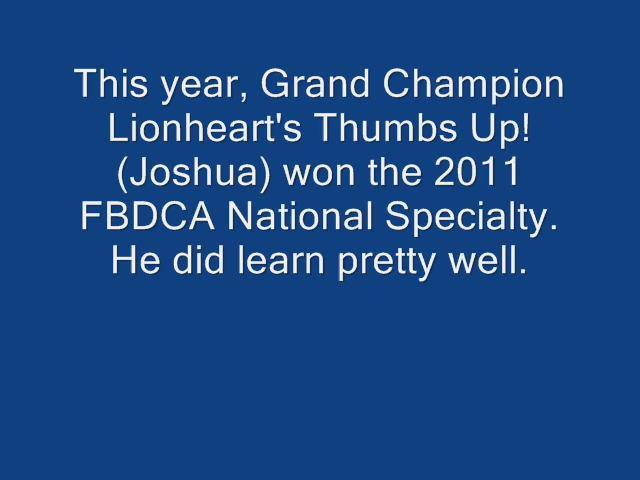 This year, Grand Champion
Lionheart's Thumbs Up!
(Joshua) won the 2011
FBDCA National Specialty.
He did learn pretty well.